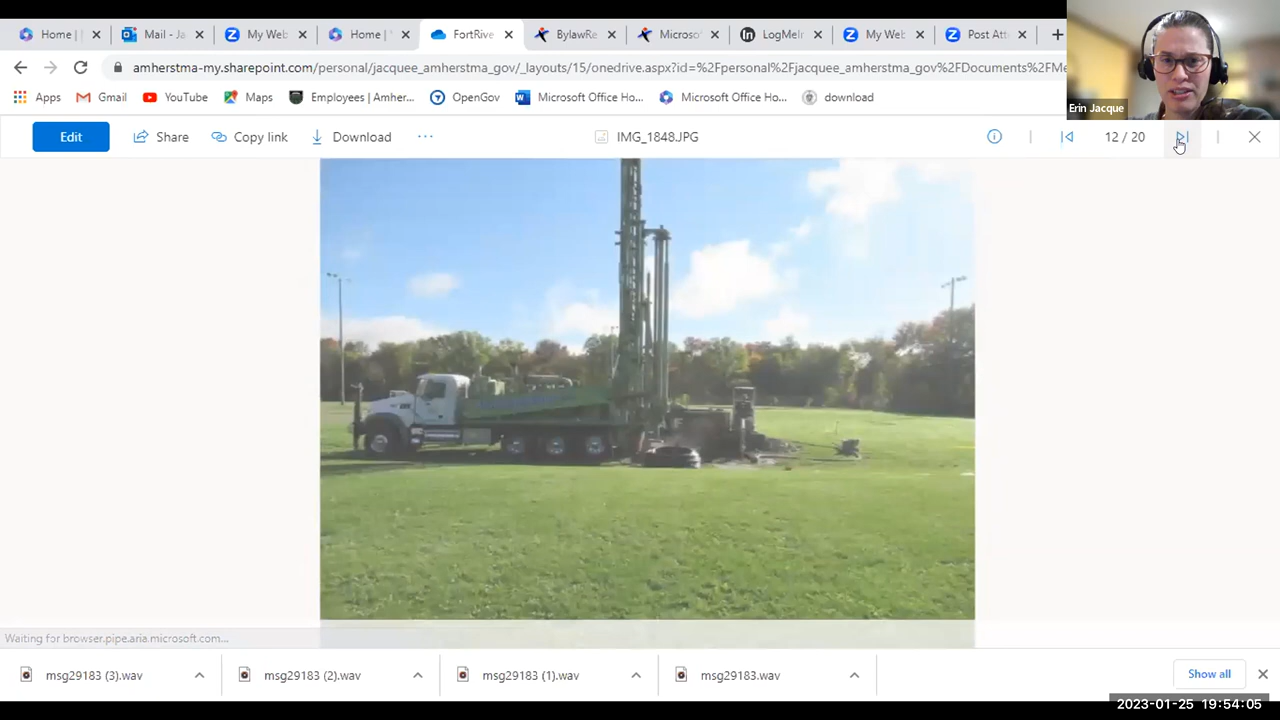 Home |
Mail - Ja
My Web
Home |
FortRive
BylawRe
Microso
LogMeIn
My Web
Post Att
amherstma-my.sharepoint.com/personal/jacquee_amherstma_gov/_layouts/15/onedrive.aspx?id=%2Fpersonal%2Fjacquee_amherstma_gov%2FDocuments%2FMe
Apps
Gmail
YouTube
Maps
Employees | Amher...
OpenGov
Microsoft Office Ho...
Microsoft Office Ho...
download
Erin Jacque
Edit
Share
Copy link
Download
...
IMG_1848.JPG
12 / 20
Waiting for browser.pipe.aria.microsoft.com...
msg29183 (3).wav
msg29183 (2).wav
msg29183 (1).wav
msg29183.wav
Show all
2023-01-25 19:54:05